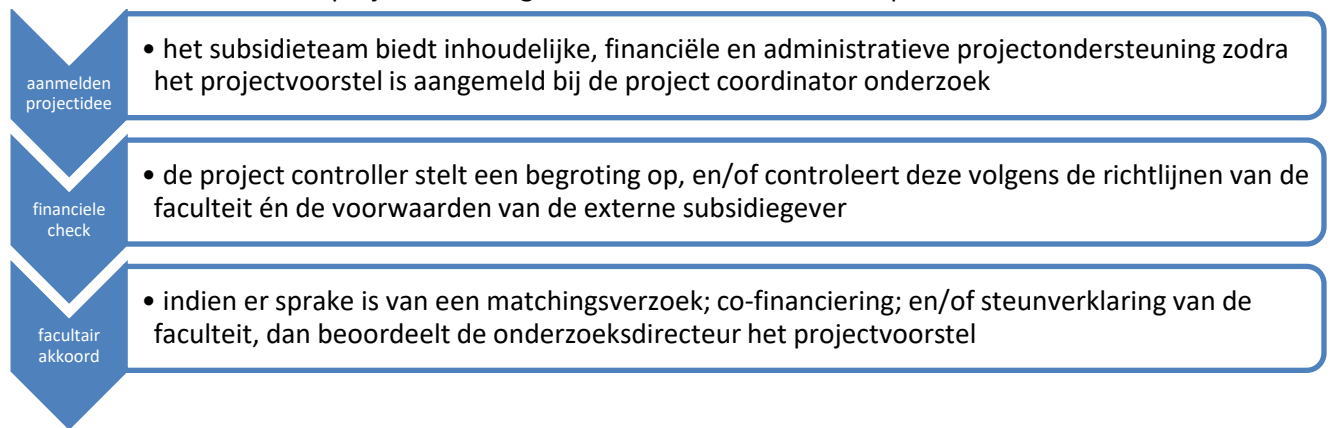 aanmelden
projectidee
• het subsidieteam biedt inhoudelijke, financiële en administratieve projectondersteuning zodra
het projectvoorstel is aangemeld bij de project coordinator onderzoek
financiele
check
• de project controller stelt een begroting op, en/of controleert deze volgens de richtlijnen van de
faculteit én de voorwaarden van de externe subsidiegever
facultair
akkoord
• indien er sprake is van een matchingsverzoek; co-financiering; en/of steunverklaring van de
faculteit, dan beoordeelt de onderzoeksdirecteur het projectvoorstel